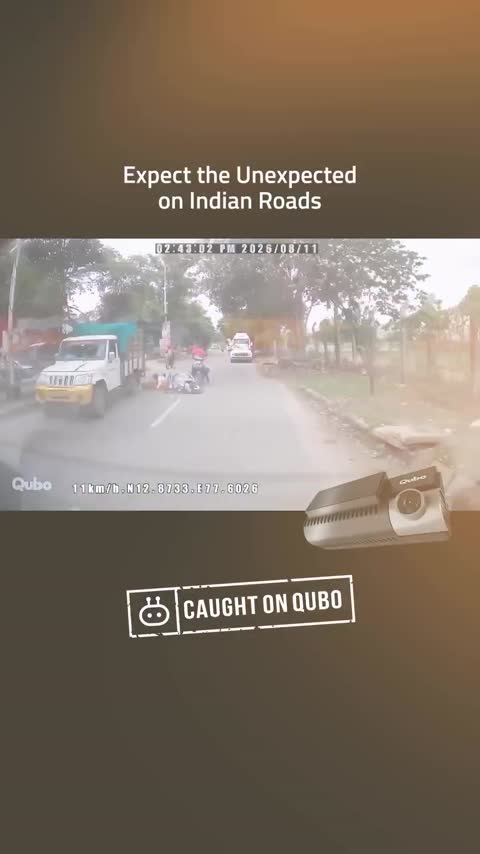 Expect the Unexpected
on Indian Roads
02:43:02 PM 2026/08/11
Qubo
11km/h.N12.8733.E77.6026
Qubo
CAUGHT ON QUBO